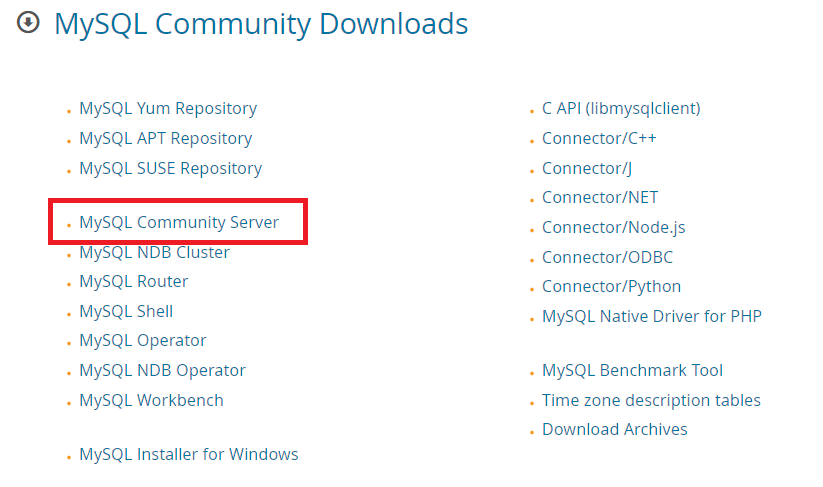 MySQL Community Downloads
MySQL Yum Repository
MySQL APT Repository
MySQL SUSE Repository
MySQL Community Server
MySQL NDB Cluster
MySQL Router
MySQL Shell
MySQL Operator
MySQL NDB Operator
MySQL Workbench
MySQL Installer for Windows
C API (libmysqlclient)
Connector/C++
Connector/J
Connector/NET
Connector/Node.js
Connector/ODBC
Connector/Python
MySQL Native Driver for PHP
MySQL Benchmark Tool
Time zone description tables
Download Archives